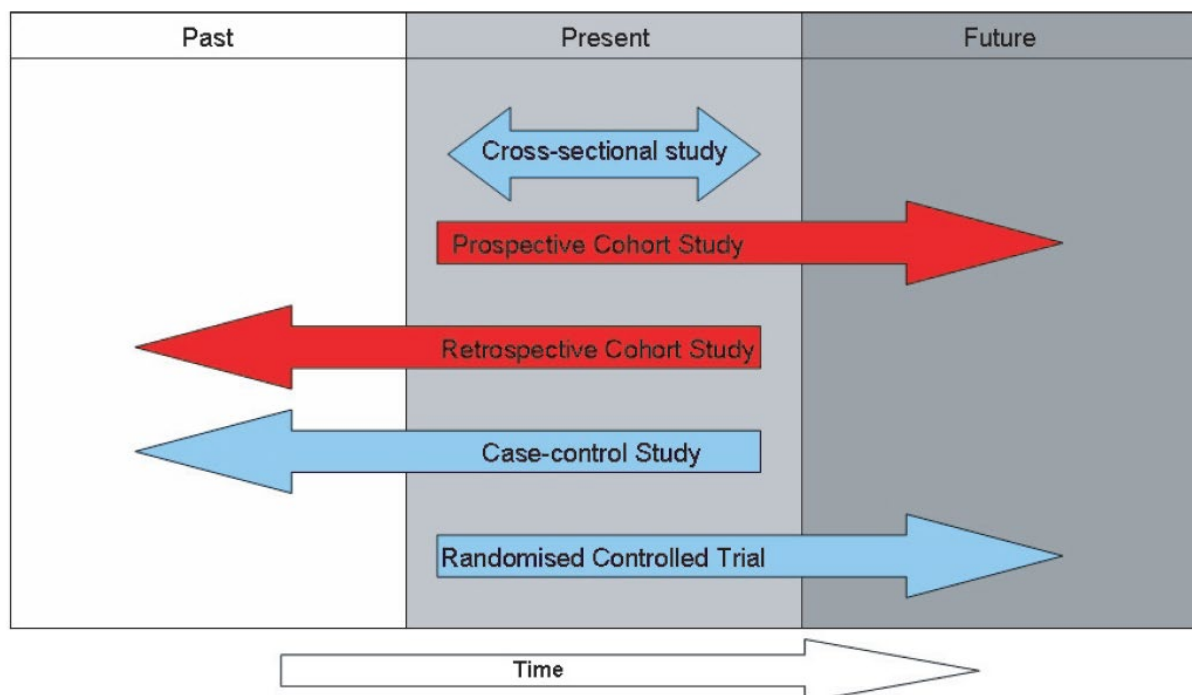 Past Present Future
Cross-sectional study
Prospective Cohort Study
Retrospective Cohort Study
Case-control Study
Randomised Controlled Trial
Time